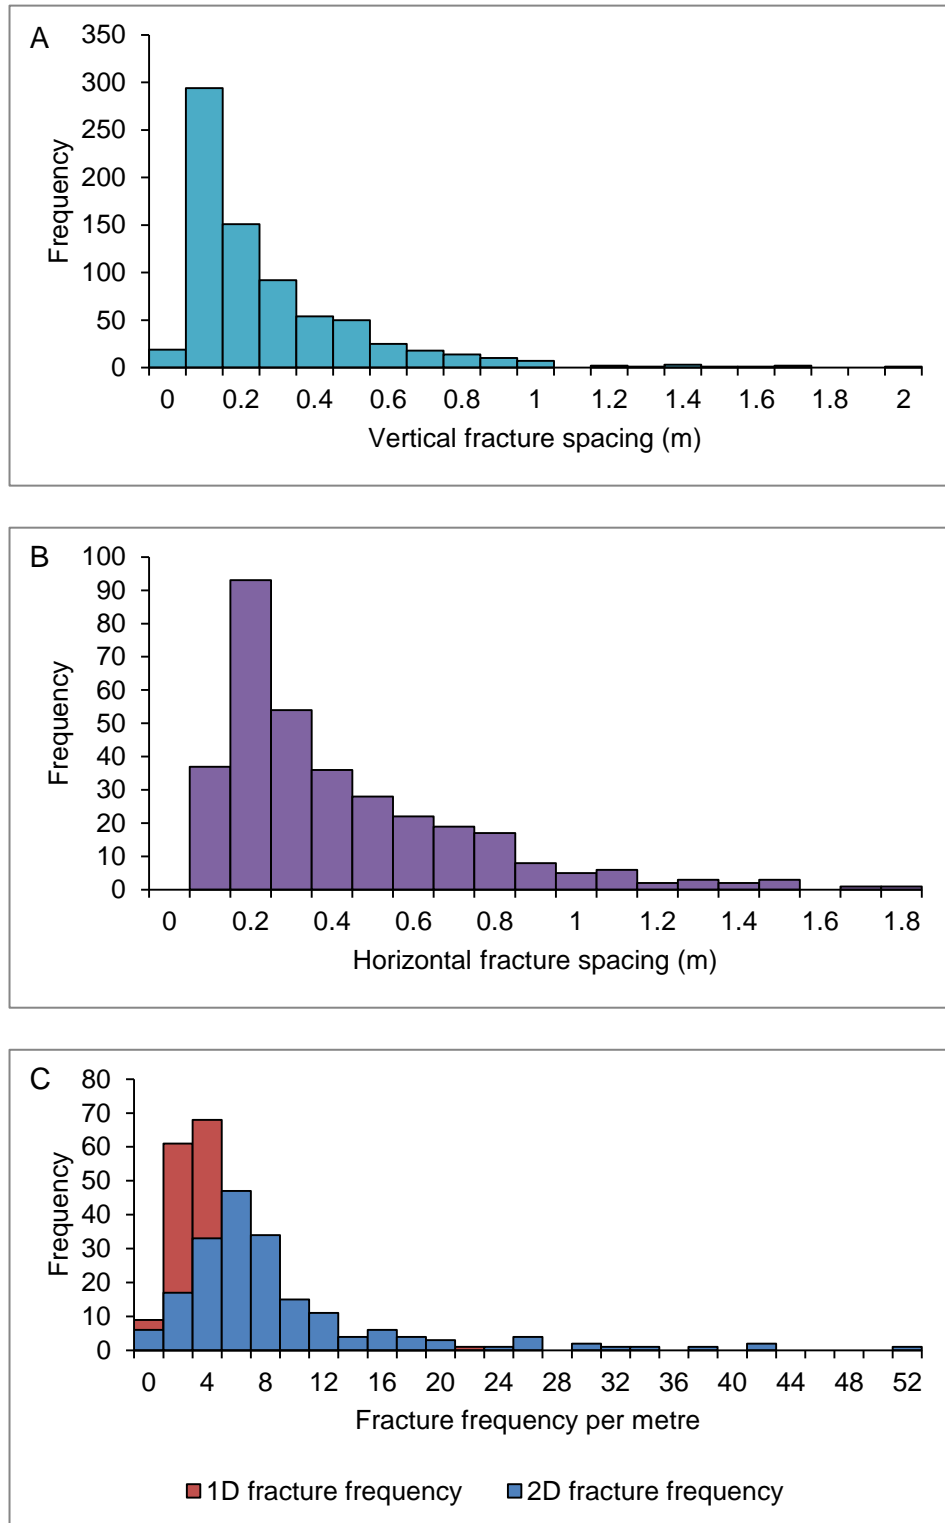 A
350
300
250
200
150
100
50
0
Frequency
0 0.2 0.4 0.6 0.8 1 1.2 1.4 1.6 1.8 2
Vertical fracture spacing (m)
B
100
90
80
70
60
50
40
30
20
10
0
Frequency
0 0.2 0.4 0.6 0.8 1 1.2 1.4 1.6 1.8
Horizontal fracture spacing (m)
C
80
70
60
50
40
30
20
10
0
Frequency
0 4 8 12 16 20 24 28 32 36 40 44 48 52
Fracture frequency per metre
1D fracture frequency 2D fracture frequency